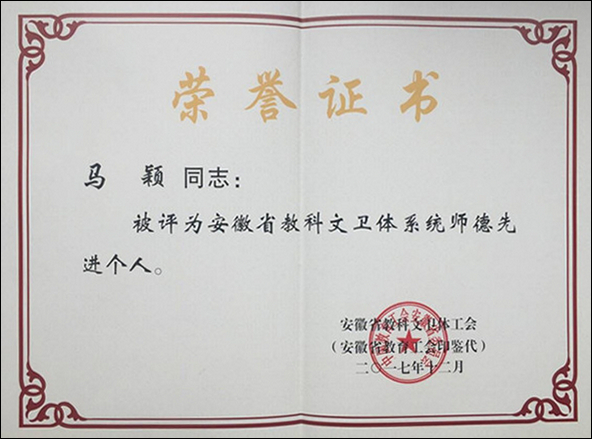 荣誉证书
马 颖 同志：
被评为安徽省教科文卫体系统师德先
进个人。
安徽省教科文卫体工会
（安徽省教育工会印鉴代）
二〇一七年十二月